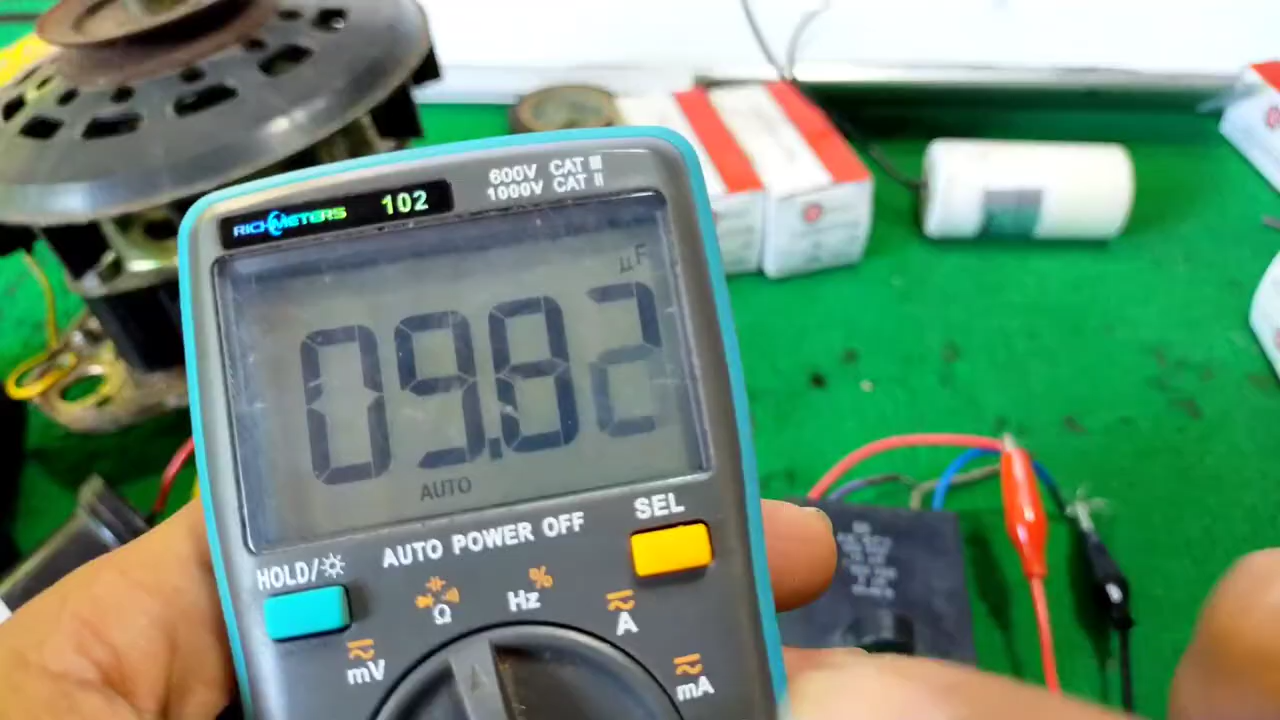 RICHMETERS 102
600V CAT III
1000V CAT II
µF
09.82
AUTO
SEL
AUTO POWER OFF
HOLD/
Hz %
Ω
A
mV
mA